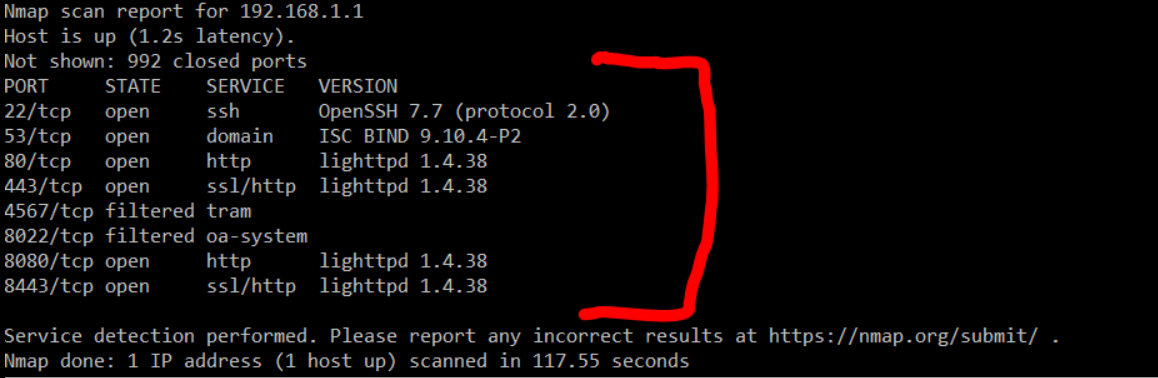 Nmap scan report for 192.168.1.1
Host is up (1.2s latency).
Not shown: 992 closed ports
PORT     STATE    SERVICE   VERSION
22/tcp   open     ssh       OpenSSH 7.7 (protocol 2.0)
53/tcp   open     domain    ISC BIND 9.10.4-P2
80/tcp   open     http      lighttpd 1.4.38
443/tcp  open     ssl/http  lighttpd 1.4.38
4567/tcp filtered tram
8022/tcp filtered oa-system
8080/tcp open     http      lighttpd 1.4.38
8443/tcp open     ssl/http  lighttpd 1.4.38
Service detection performed. Please report any incorrect results at https://nmap.org/submit/ .
Nmap done: 1 IP address (1 host up) scanned in 117.55 seconds